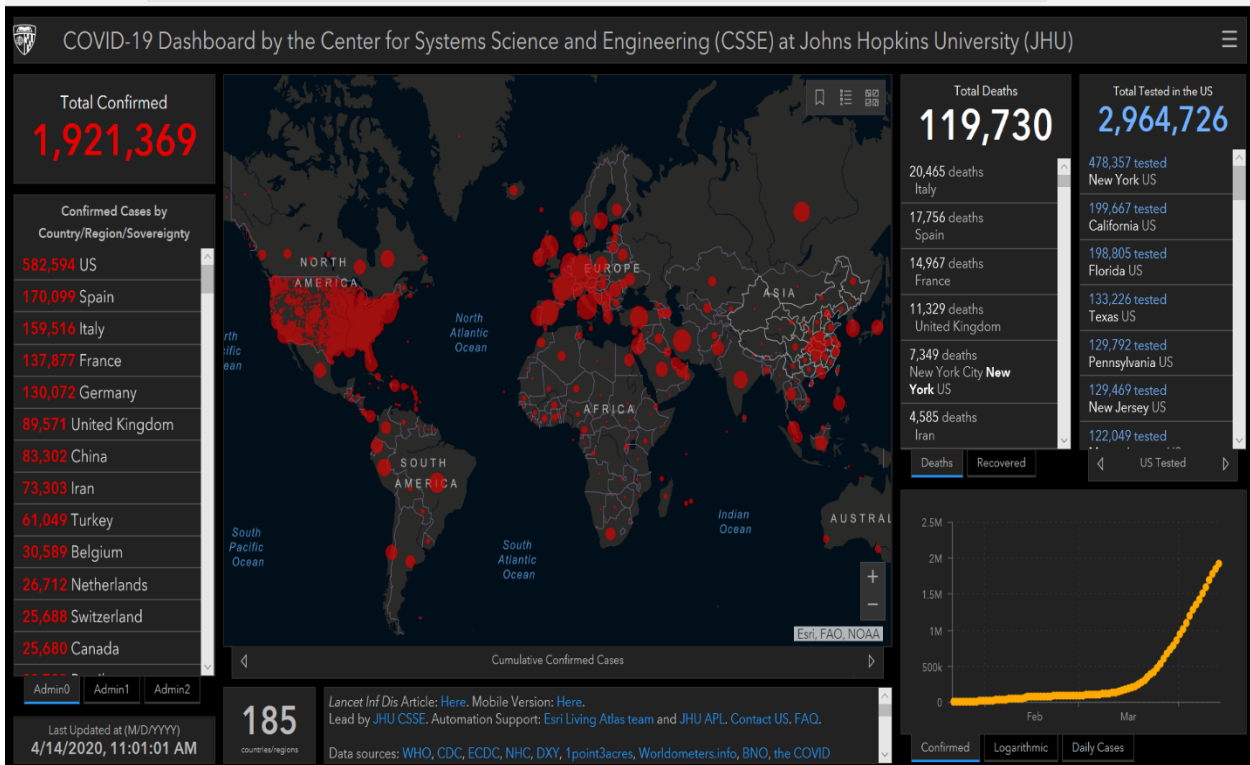 COVID-19 Dashboard by the Center for Systems Science and Engineering (CSSE) at Johns Hopkins University (JHU)
Total Confirmed
1,921,369
Confirmed Cases by
Country/Region/Sovereignty
582,594 US
170,099 Spain
159,516 Italy
137,877 France
130,072 Germany
89,571 United Kingdom
83,302 China
73,303 Iran
61,049 Turkey
30,589 Belgium
26,712 Netherlands
25,688 Switzerland
25,680 Canada
Admin0
Admin1
Admin2
Last Updated at (M/D/YYYY)
4/14/2020, 11:01:01 AM
NORTH
AMERICA
EUROPE
ASIA
North
Atlantic
Ocean
rth
ific
ean
AFRICA
SOUTH
AMERICA
Indian
Ocean
AUSTRAL
South
Pacific
Ocean
South
Atlantic
Ocean
+
−
Esri, FAO, NOAA
Cumulative Confirmed Cases
185
countries/regions
Lancet Inf Dis Article: Here. Mobile Version: Here.
Lead by JHU CSSE. Automation Support: Esri Living Atlas team and JHU APL. Contact US. FAQ.
Data sources: WHO, CDC, ECDC, NHC, DXY, 1point3acres, Worldometers.info, BNO, the COVID
Total Deaths
119,730
20,465 deaths
Italy
17,756 deaths
Spain
14,967 deaths
France
11,329 deaths
United Kingdom
7,349 deaths
New York City New
York US
4,585 deaths
Iran
Deaths
Recovered
Total Tested in the US
2,964,726
478,357 tested
New York US
199,667 tested
California US
198,805 tested
Florida US
133,226 tested
Texas US
129,792 tested
Pennsylvania US
129,469 tested
New Jersey US
122,049 tested
US Tested
2.5M
2M
1.5M
1M
500k
0
Feb
Mar
Confirmed
Logarithmic
Daily Cases